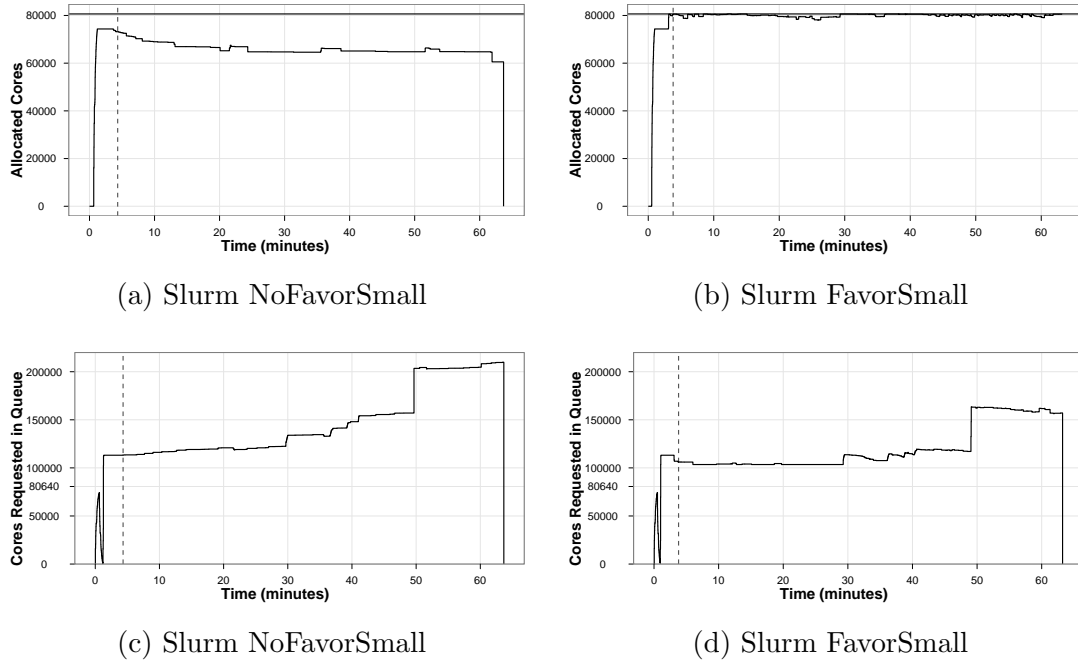 Allocated Cores
80000
60000
40000
20000
0
0 10 20 30 40 50 60
Time (minutes)
(a) Slurm NoFavorSmall
Allocated Cores
80000
60000
40000
20000
0
0 10 20 30 40 50 60
Time (minutes)
(b) Slurm FavorSmall
Cores Requested in Queue
200000
150000
100000
80640
50000
0
0 10 20 30 40 50 60
Time (minutes)
(c) Slurm NoFavorSmall
Cores Requested in Queue
200000
150000
100000
80640
50000
0
0 10 20 30 40 50 60
Time (minutes)
(d) Slurm FavorSmall